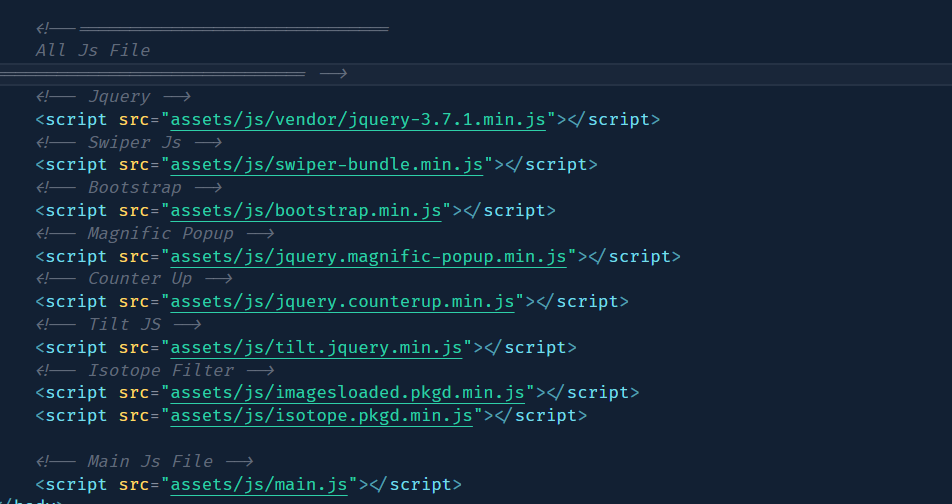 <!-- ==============================
All Js File
============================== -->
<!-- Jquery -->
<script src="assets/js/vendor/jquery-3.7.1.min.js"></script>
<!-- Swiper Js -->
<script src="assets/js/swiper-bundle.min.js"></script>
<!-- Bootstrap -->
<script src="assets/js/bootstrap.min.js"></script>
<!-- Magnific Popup -->
<script src="assets/js/jquery.magnific-popup.min.js"></script>
<!-- Counter Up -->
<script src="assets/js/jquery.counterup.min.js"></script>
<!-- Tilt JS -->
<script src="assets/js/tilt.jquery.min.js"></script>
<!-- Isotope Filter -->
<script src="assets/js/imagesloaded.pkgd.min.js"></script>
<script src="assets/js/isotope.pkgd.min.js"></script>
<!-- Main Js File -->
<script src="assets/js/main.js"></script>
</body>